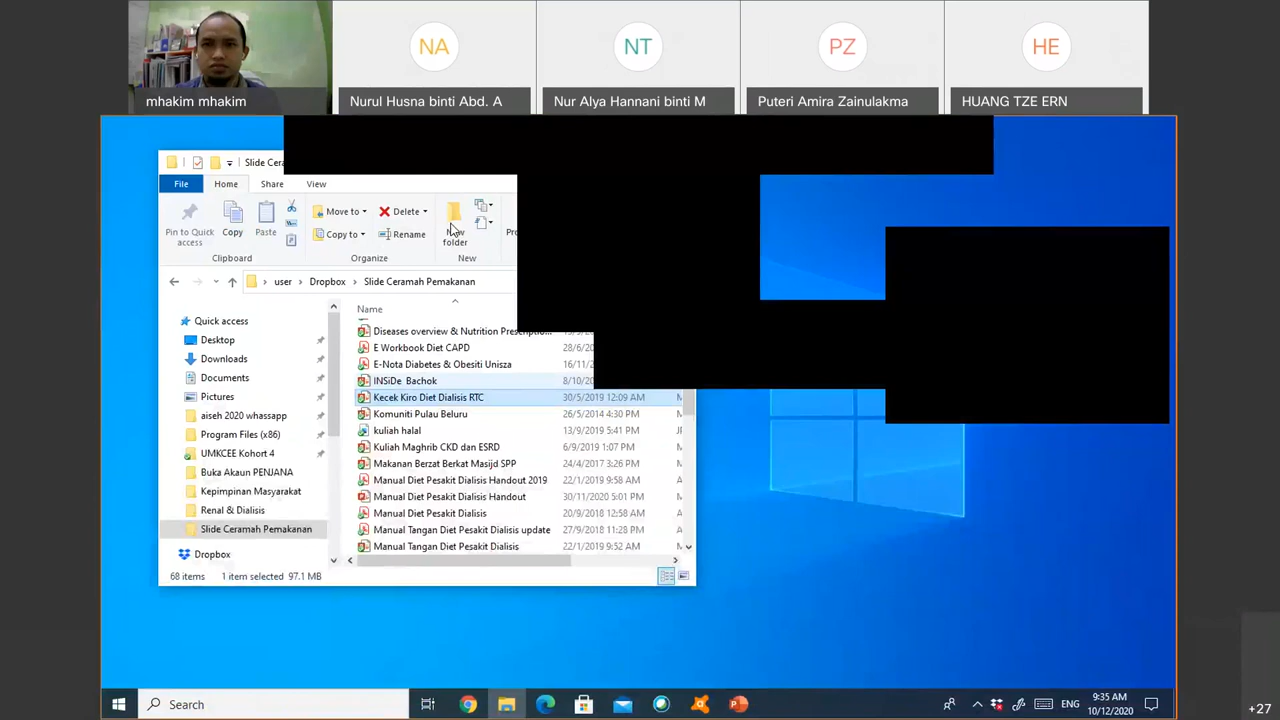 NA
NT
PZ
HE
mhakim mhakim
Nurul Husna binti Abd. A
Nur Alya Hannani binti M
Puteri Amira Zainulakma
HUANG TZE ERN
Slide Cera
File
Home
Share
View
Pin to Quick access
Copy
Paste
Move to
Copy to
Delete
Rename
New folder
Clipboard
Organize
New
user
Dropbox
Slide Ceramah Pemakanan
Quick access
Desktop
Downloads
Documents
Pictures
aiseh 2020 whassapp
Program Files (x86)
UMKCEE Kohort 4
Buka Akaun PENJANA
Kepimpinan Masyarakat
Renal & Dialisis
Slide Ceramah Pemakanan
Dropbox
Name
Diseases overview & Nutrition Prescriptio...
E Workbook Diet CAPD 28/6/20
E-Nota Diabetes & Obesiti Unisza 16/11/
INSiDe Bachok 8/10/
Kecek Kiro Diet Dialisis RTC 30/5/2019 12:09 AM
Komuniti Pulau Beluru 26/5/2014 4:30 PM
kuliah halal 13/9/2019 5:41 PM
Kuliah Maghrib CKD dan ESRD 6/9/2019 1:07 PM
Makanan Berzat Berkat Masijd SPP 24/4/2017 3:26 PM
Manual Diet Pesakit Dialisis Handout 2019 22/1/2019 9:58 AM
Manual Diet Pesakit Dialisis Handout 30/11/2020 5:01 PM
Manual Diet Pesakit Dialisis 20/9/2018 12:58 AM
Manual Tangan Diet Pesakit Dialisis update 27/9/2018 11:28 PM
Manual Tangan Diet Pesakit Dialisis 22/1/2019 9:52 AM
68 items 1 item selected 97.1 MB
Search
ENG
9:35 AM
10/12/2020
+27